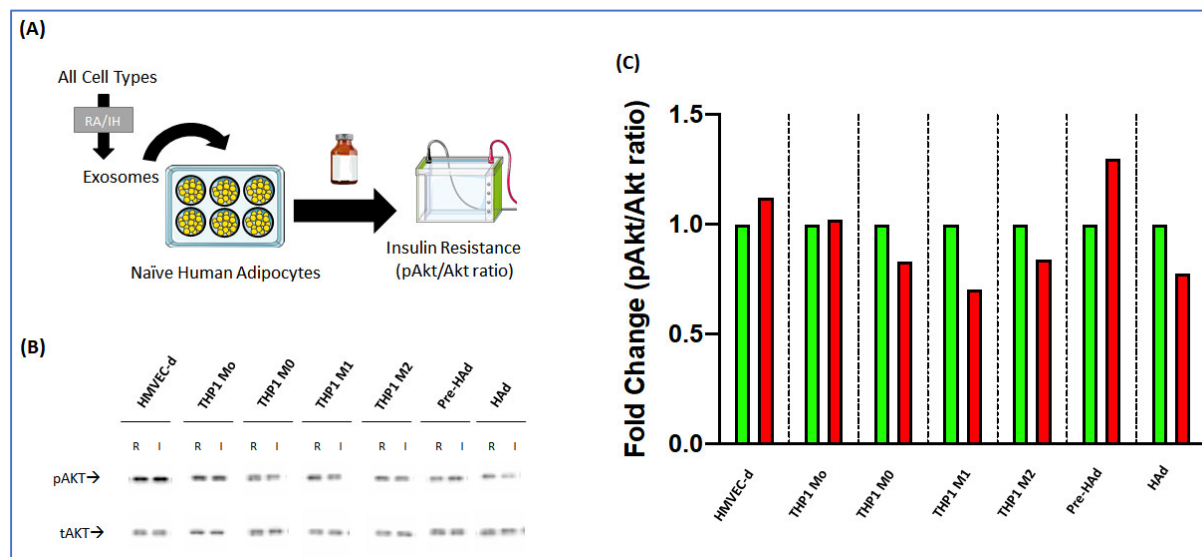 (A)
All Cell Types
RA/IH
Exosomes
Naïve Human Adipocytes
Insulin Resistance
(pAkt/Akt ratio)
(B)
HMVEC-d
THP1 Mo
THP1 M0
THP1 M1
THP1 M2
Pre-HAd
HAd
R I R I R I R I R I R I R I
pAKT→
tAKT→
(C)
Fold Change (pAkt/Akt ratio)
1.5
1.0
0.5
0.0
HMVEC-d
THP1 Mo
THP1 M0
THP1 M1
THP1 M2
Pre-HAd
HAd